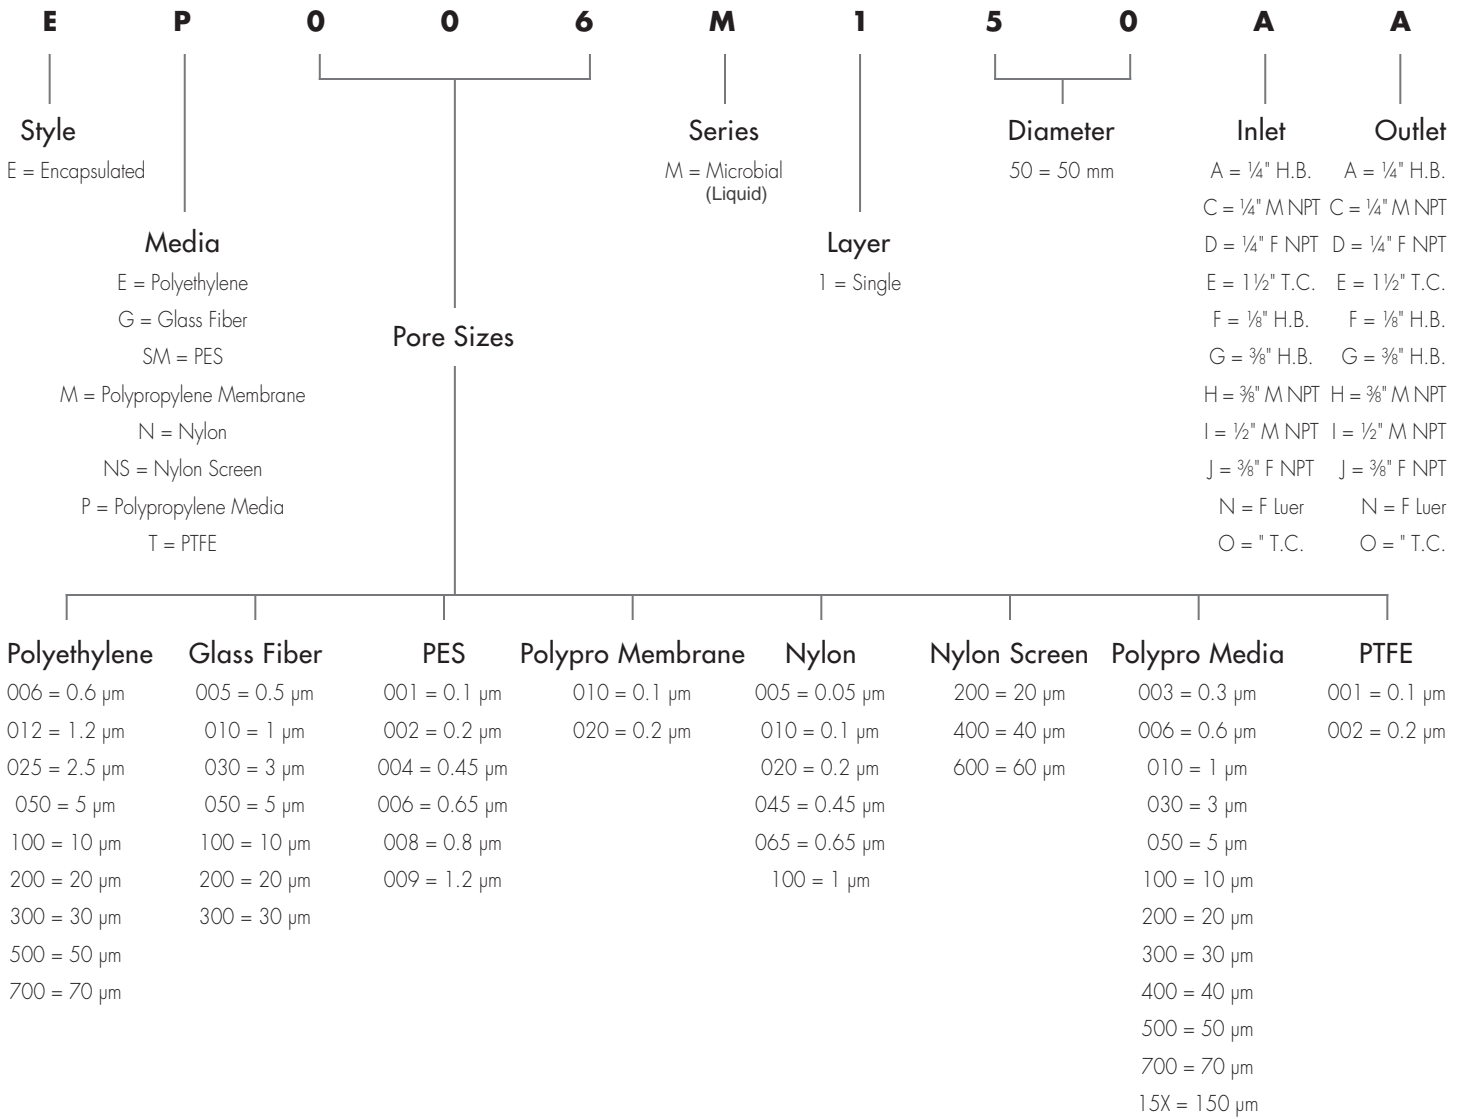 E P 0 0 6 M 1 5 0 A A
Style
E = Encapsulated
Media
E = Polyethylene
G = Glass Fiber
SM = PES
M = Polypropylene Membrane
N = Nylon
NS = Nylon Screen
P = Polypropylene Media
T = PTFE
Pore Sizes
Series
M = Microbial
(Liquid)
Layer
1 = Single
Diameter
50 = 50 mm
Inlet
A = ¼" H.B.
C = ¼" M NPT
D = ¼" F NPT
E = 1½" T.C.
F = ⅛" H.B.
G = ⅜" H.B.
H = ⅜" M NPT
I = ½" M NPT
J = ⅜" F NPT
N = F Luer
O = " T.C.
Outlet
A = ¼" H.B.
C = ¼" M NPT
D = ¼" F NPT
E = 1½" T.C.
F = ⅛" H.B.
G = ⅜" H.B.
H = ⅜" M NPT
I = ½" M NPT
J = ⅜" F NPT
N = F Luer
O = " T.C.
Polyethylene
006 = 0.6 µm
012 = 1.2 µm
025 = 2.5 µm
050 = 5 µm
100 = 10 µm
200 = 20 µm
300 = 30 µm
500 = 50 µm
700 = 70 µm
Glass Fiber
005 = 0.5 µm
010 = 1 µm
030 = 3 µm
050 = 5 µm
100 = 10 µm
200 = 20 µm
300 = 30 µm
PES
001 = 0.1 µm
002 = 0.2 µm
004 = 0.45 µm
006 = 0.65 µm
008 = 0.8 µm
009 = 1.2 µm
Polypro Membrane
010 = 0.1 µm
020 = 0.2 µm
Nylon
005 = 0.05 µm
010 = 0.1 µm
020 = 0.2 µm
045 = 0.45 µm
065 = 0.65 µm
100 = 1 µm
Nylon Screen
200 = 20 µm
400 = 40 µm
600 = 60 µm
Polypro Media
003 = 0.3 µm
006 = 0.6 µm
010 = 1 µm
030 = 3 µm
050 = 5 µm
100 = 10 µm
200 = 20 µm
300 = 30 µm
400 = 40 µm
500 = 50 µm
700 = 70 µm
15X = 150 µm
PTFE
001 = 0.1 µm
002 = 0.2 µm